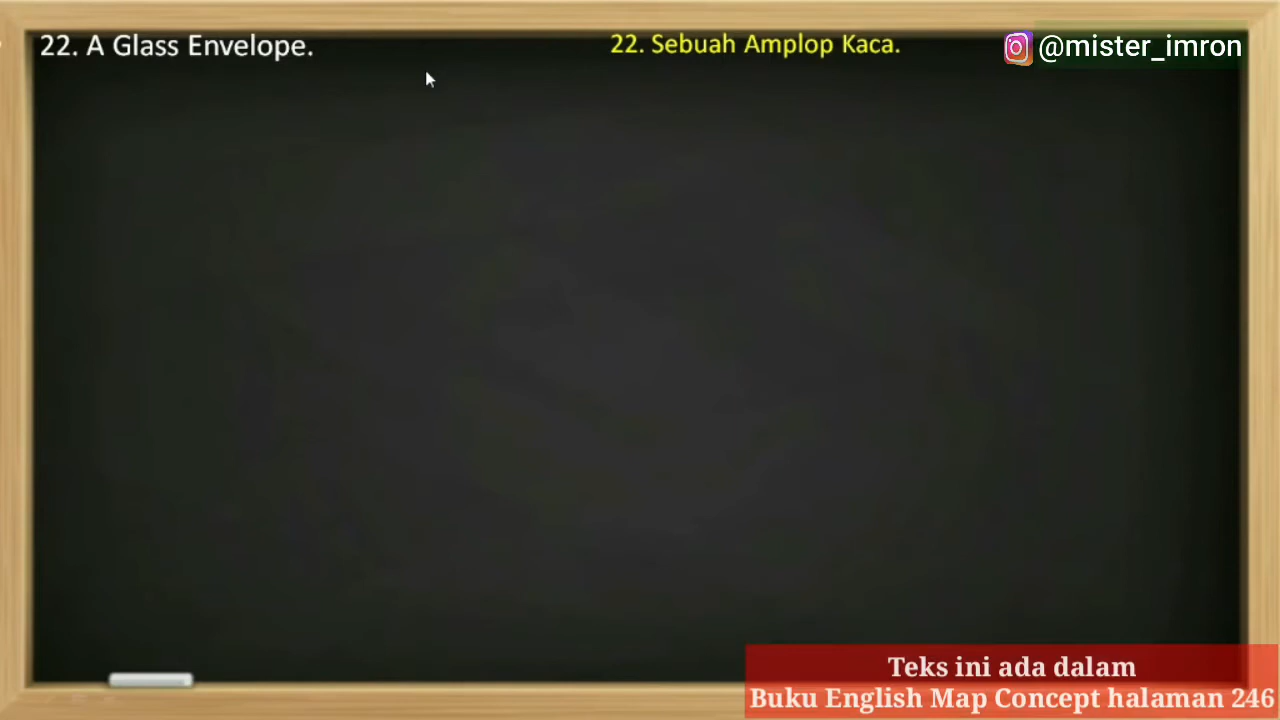 22. A Glass Envelope.
22. Sebuah Amplop Kaca.
@mister_imron
Teks ini ada dalam
Buku English Map Concept halaman 246